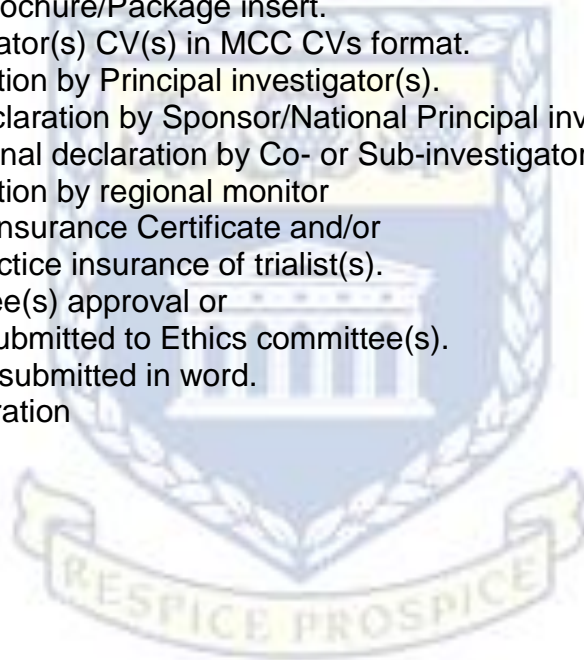 ochure/Package insert.
ator(s) CV(s) in MCC CVs format.
tion by Principal investigator(s).
claration by Sponsor/National Principal inv
nal declaration by Co- or Sub-investigator
tion by regional monitor
nsurance Certificate and/or
ctice insurance of trialist(s).
ee(s) approval or
ubmitted to Ethics committee(s).
submitted in word.
ration
RESPICE PROSPICE